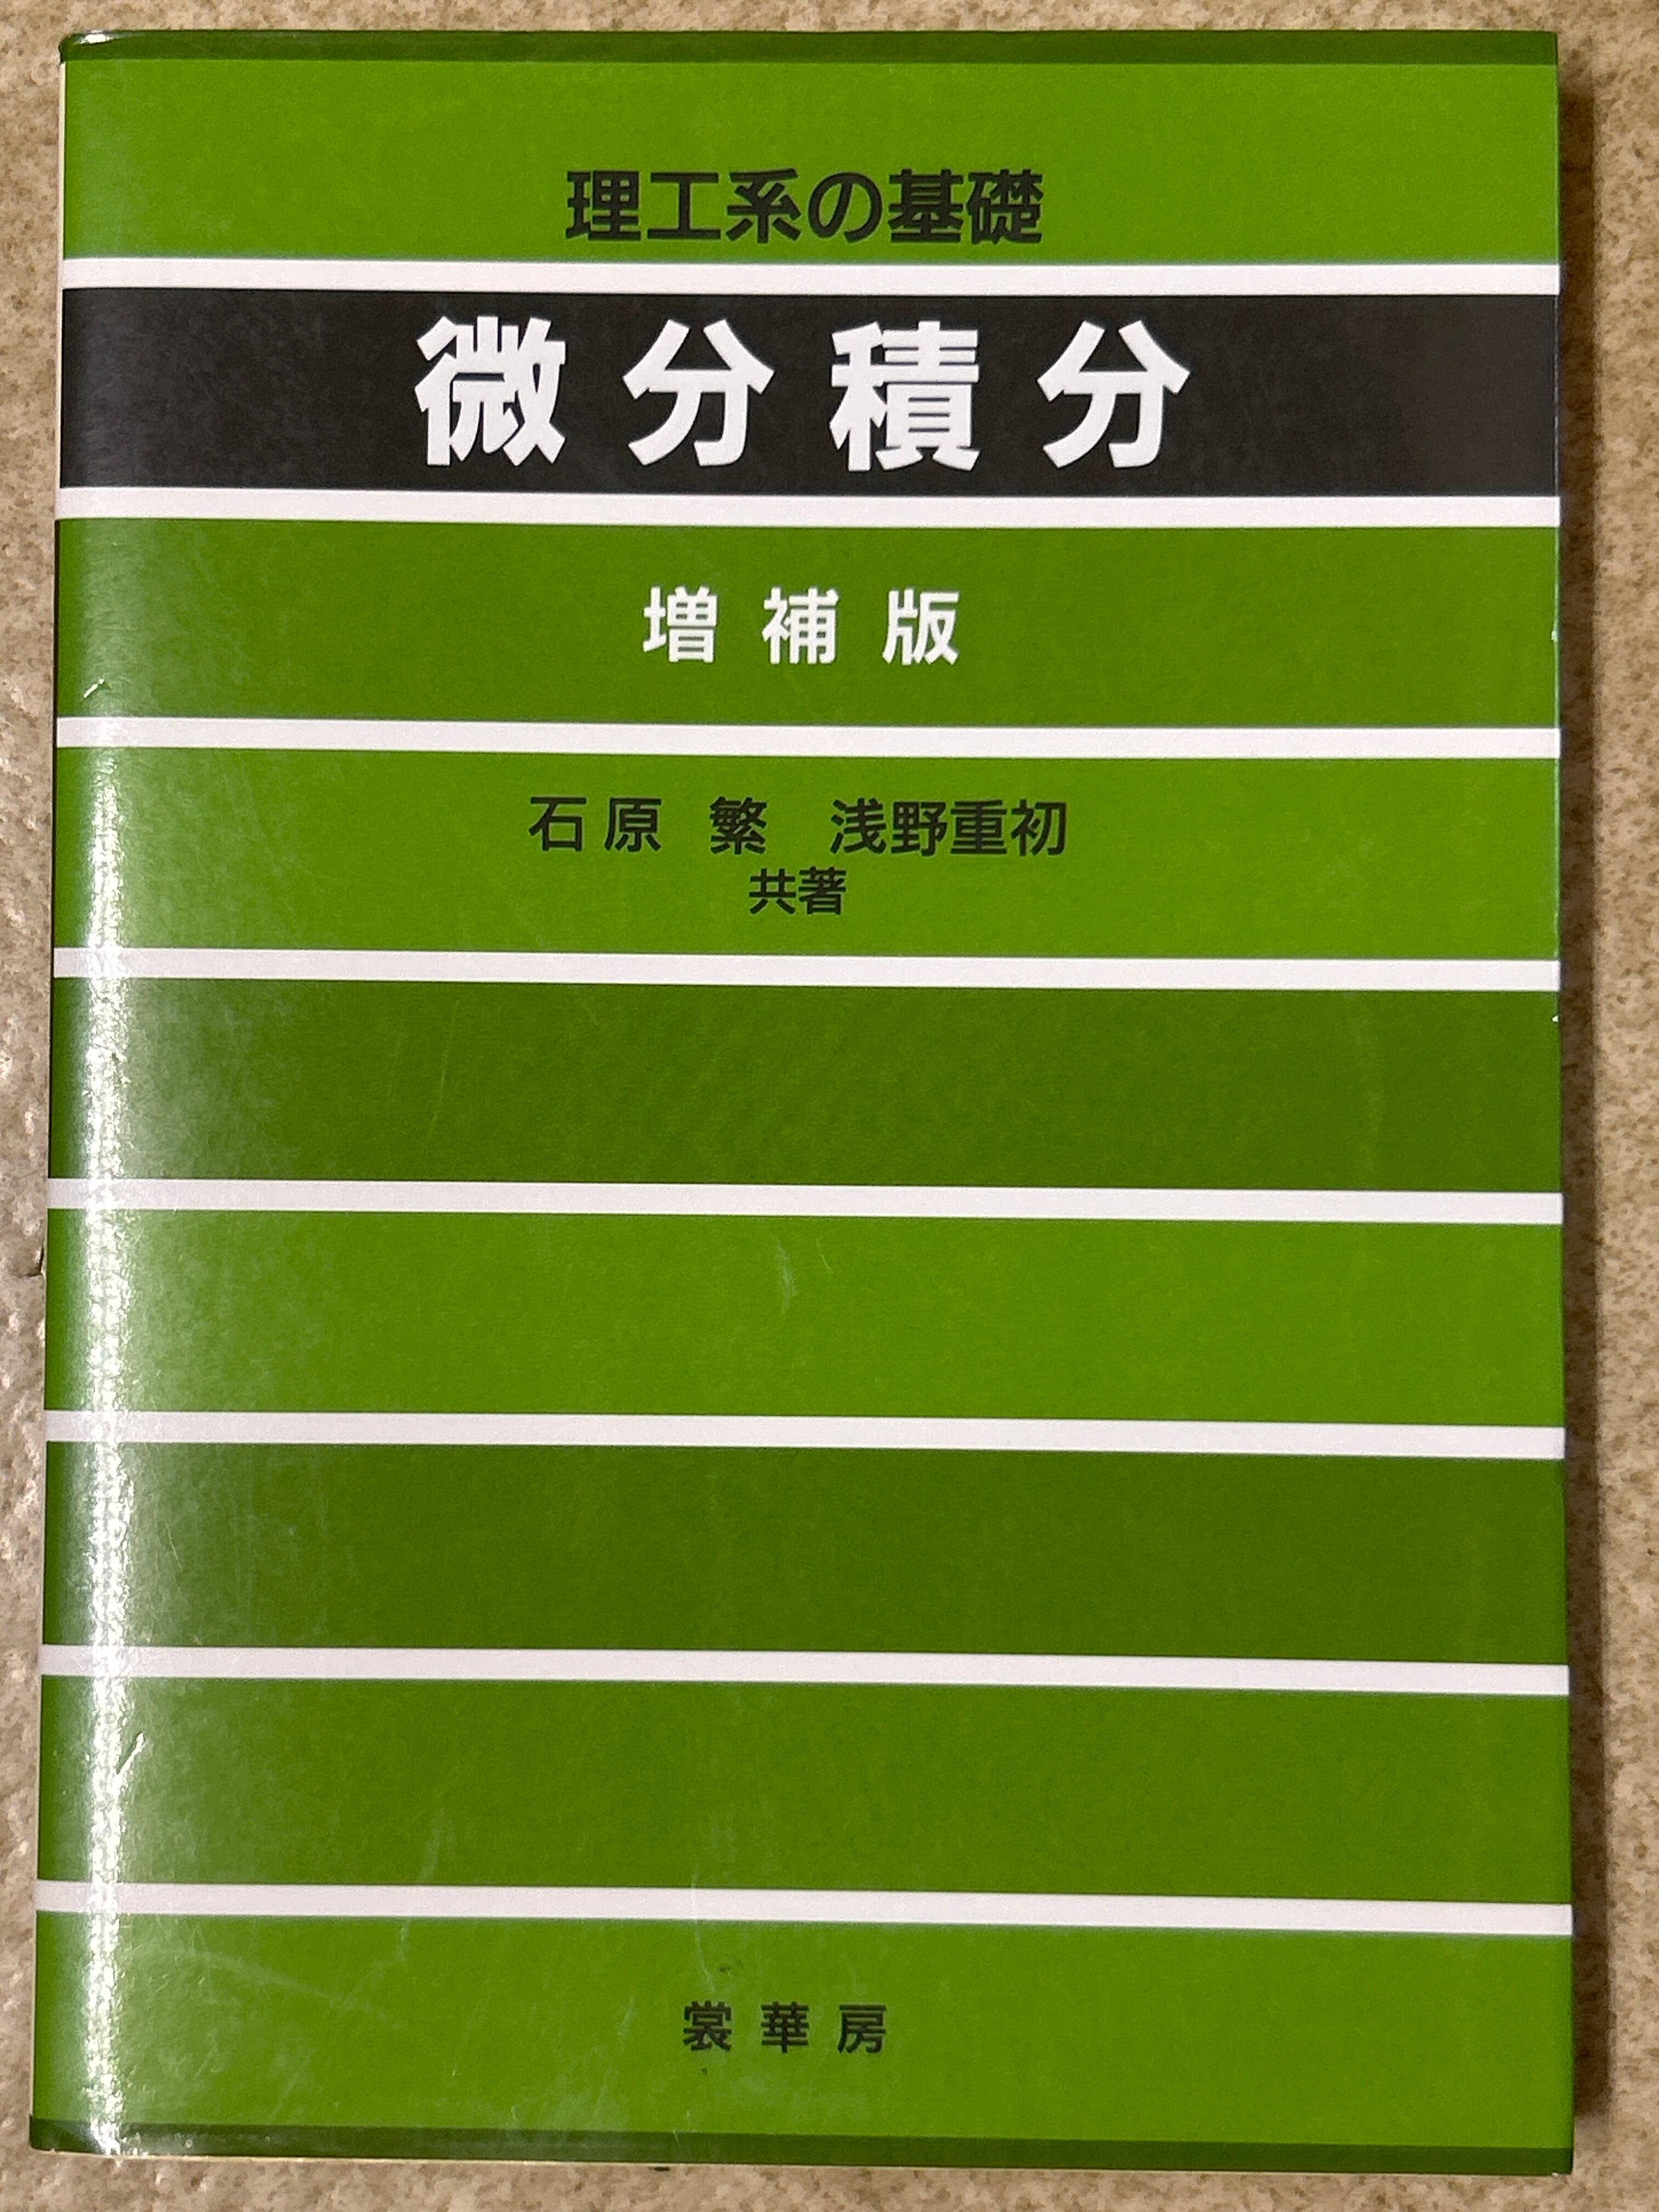 理工系の基礎
微分積分
増補版
石原 繁 浅野重初
共著
裳華房